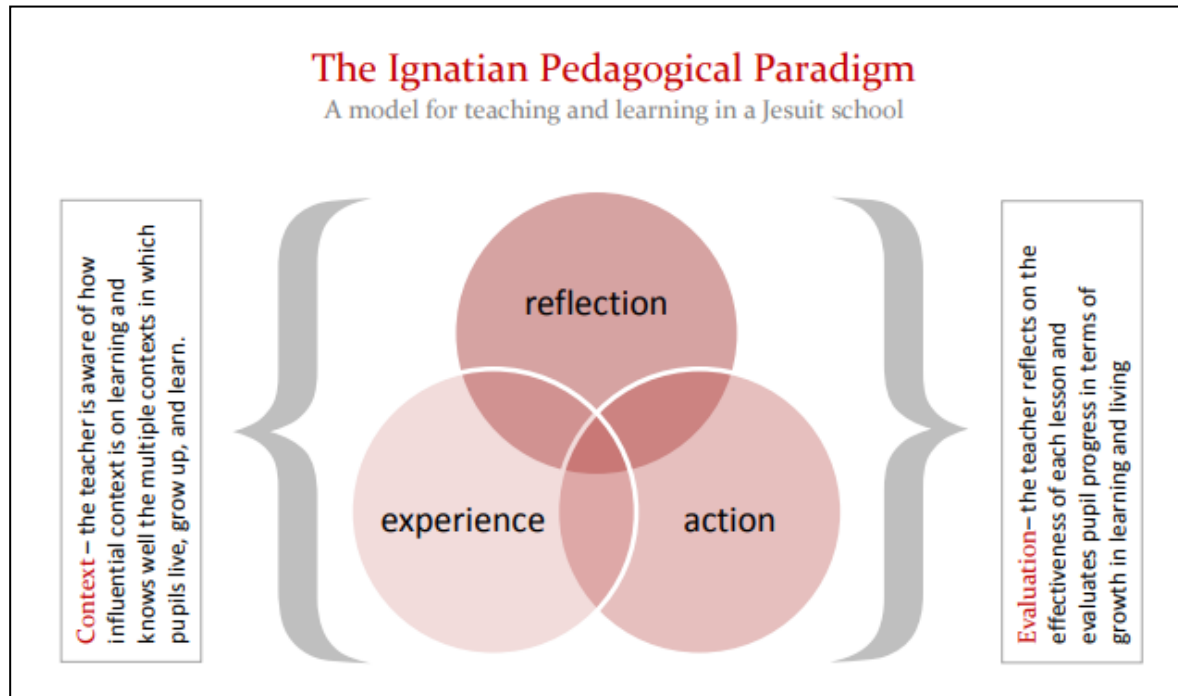 The Ignatian Pedagogical Paradigm
A model for teaching and learning in a Jesuit school
Context – the teacher is aware of how
influential context is on learning and
knows well the multiple contexts in which
pupils live, grow up, and learn.
reflection
experience
action
Evaluation– the teacher reflects on the
effectiveness of each lesson and
evaluates pupil progress in terms of
growth in learning and living